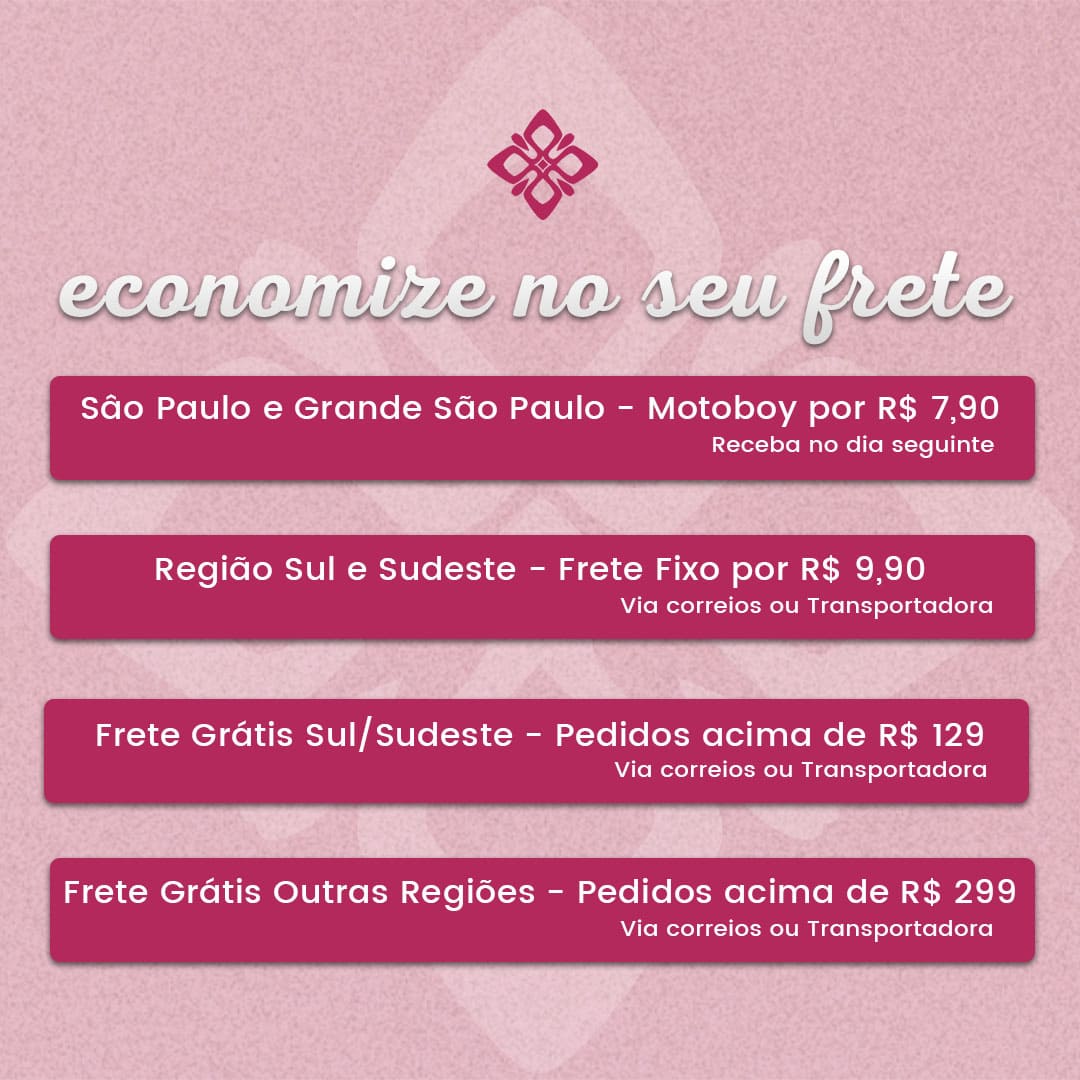 economize no seu frete
Sâo Paulo e Grande São Paulo - Motoboy por R$ 7,90
Receba no dia seguinte
Região Sul e Sudeste - Frete Fixo por R$ 9,90
Via correios ou Transportadora
Frete Grátis Sul/Sudeste - Pedidos acima de R$ 129
Via correios ou Transportadora
Frete Grátis Outras Regiões - Pedidos acima de R$ 299
Via correios ou Transportadora